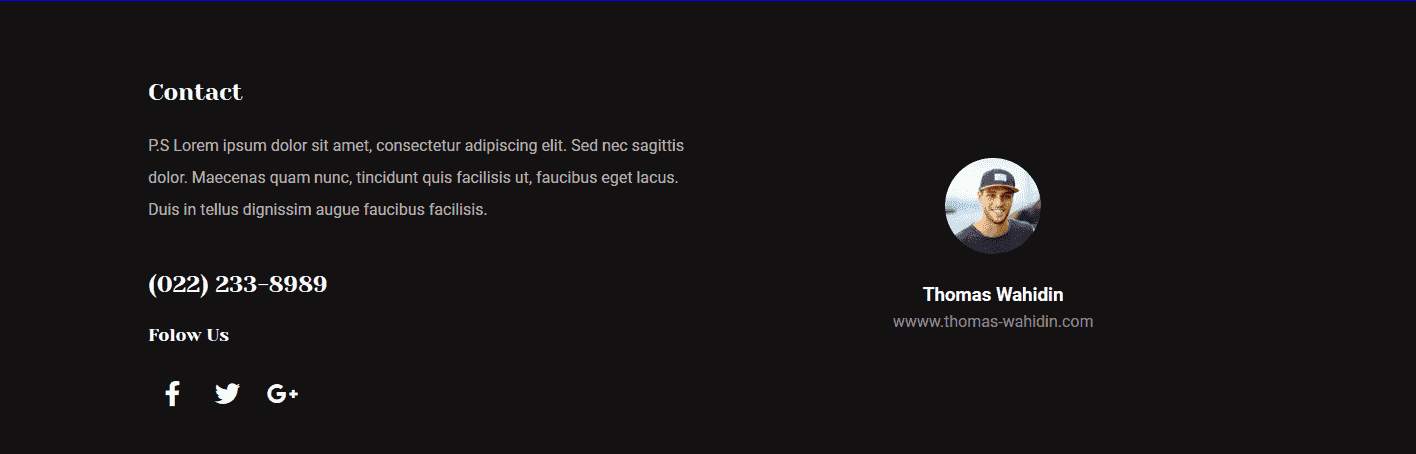 Contact
P.S Lorem ipsum dolor sit amet, consectetur adipiscing elit. Sed nec sagittis
dolor. Maecenas quam nunc, tincidunt quis facilisis ut, faucibus eget lacus.
Duis in tellus dignissim augue faucibus facilisis.
(022) 233-8989
Folow Us
G+
Thomas Wahidin
wwww.thomas-wahidin.com